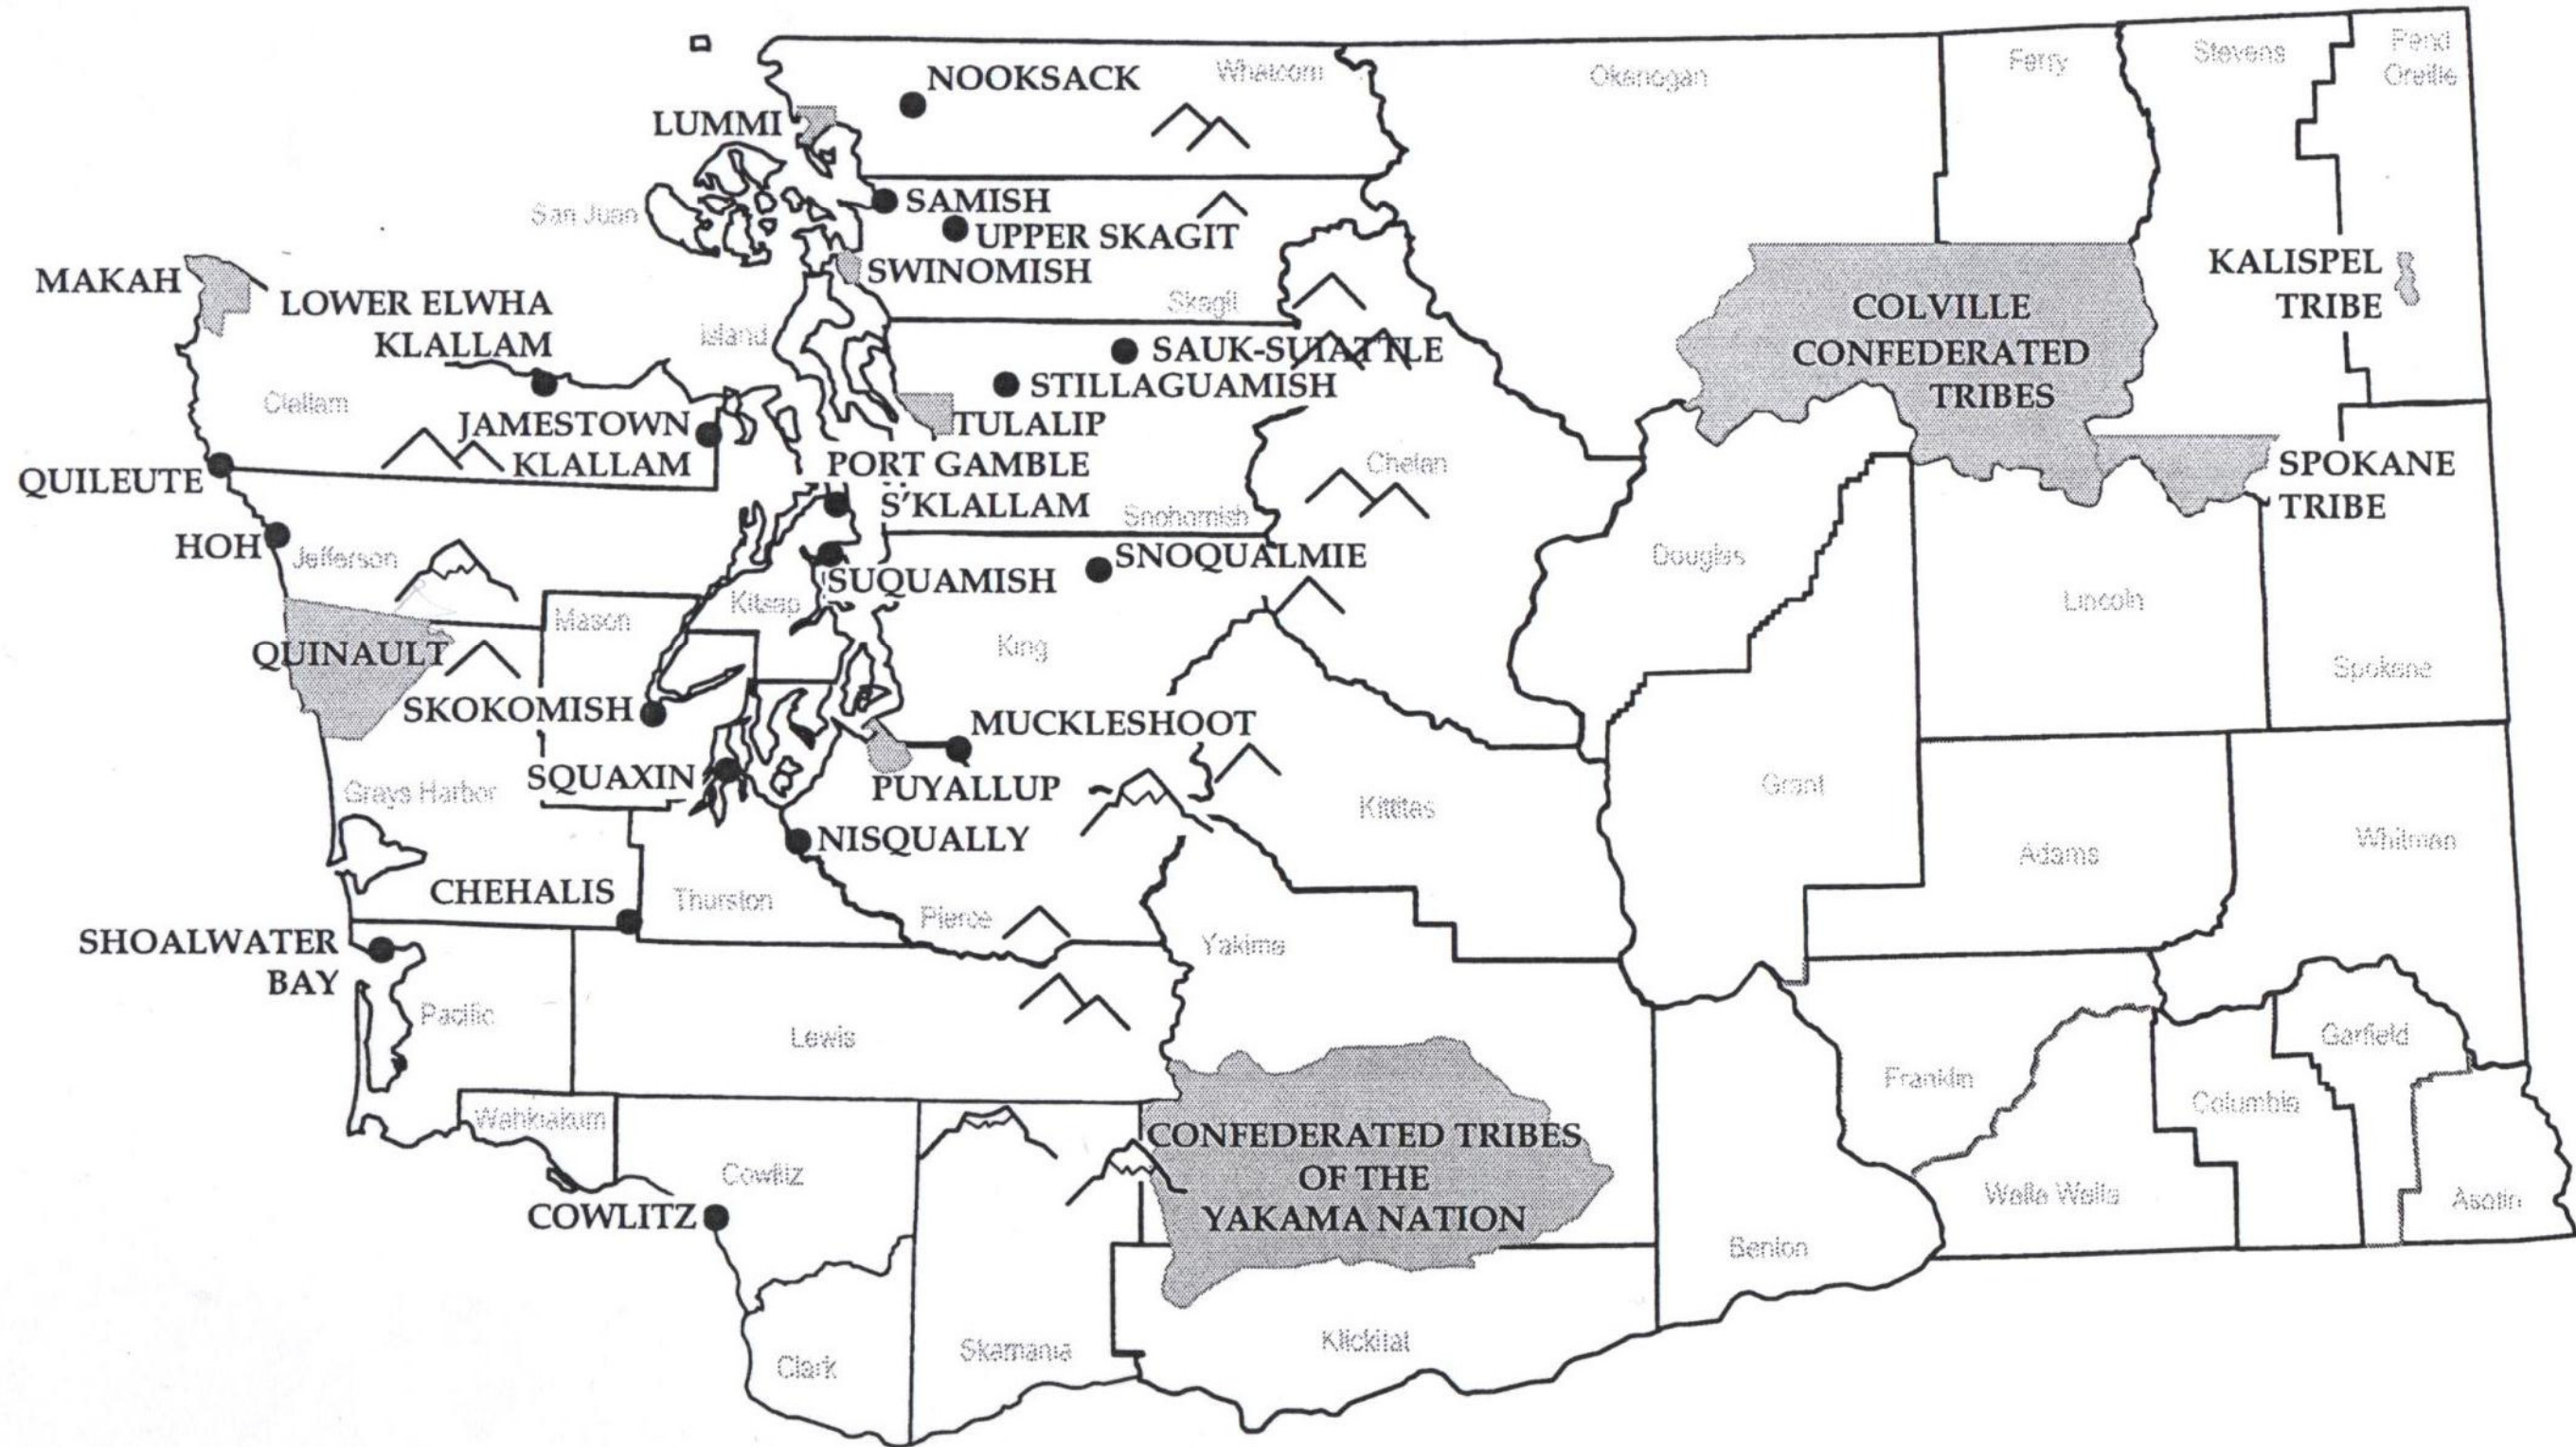 NOOKSACK
Whatcom
Okanogan
Ferry
Stevens
Pend
Oreille
LUMMI
San Juan
SAMISH
UPPER SKAGIT
SWINOMISH
Skagit
MAKAH
LOWER ELWHA
KLALLAM
Island
KALISPEL
TRIBE
COLVILLE
CONFEDERATED
TRIBES
SAUK-SUIATTLE
STILLAGUAMISH
Clallam
JAMESTOWN
KLALLAM
TULALIP
PORT GAMBLE
S'KLALLAM
Chelan
QUILEUTE
SPOKANE
TRIBE
Snohomish
HOH
Jefferson
SNOQUALMIE
Douglas
SUQUAMISH
Kitsap
Mason
Lincoln
QUINAULT
King
Spokane
SKOKOMISH
MUCKLESHOOT
SQUAXIN
PUYALLUP
Grays Harbor
Kittitas
Grant
NISQUALLY
Adams
Whitman
CHEHALIS
Thurston
Pierce
SHOALWATER
BAY
Yakima
Pacific
Lewis
Garfield
Franklin
Columbia
Wahkiakum
CONFEDERATED TRIBES
OF THE
YAKAMA NATION
Cowlitz
COWLITZ
Walla Walla
Asotin
Benton
Klickitat
Skamania
Clark